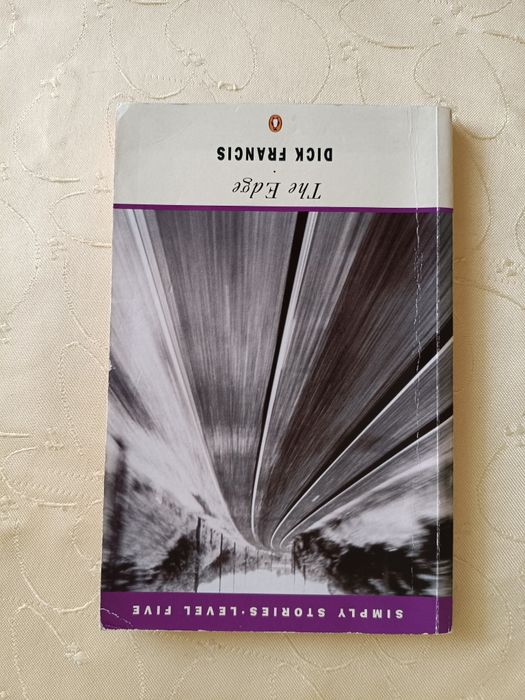 SIMPLY STORIES·LEVEL FIVE
The Edge
·
DICK FRANCIS